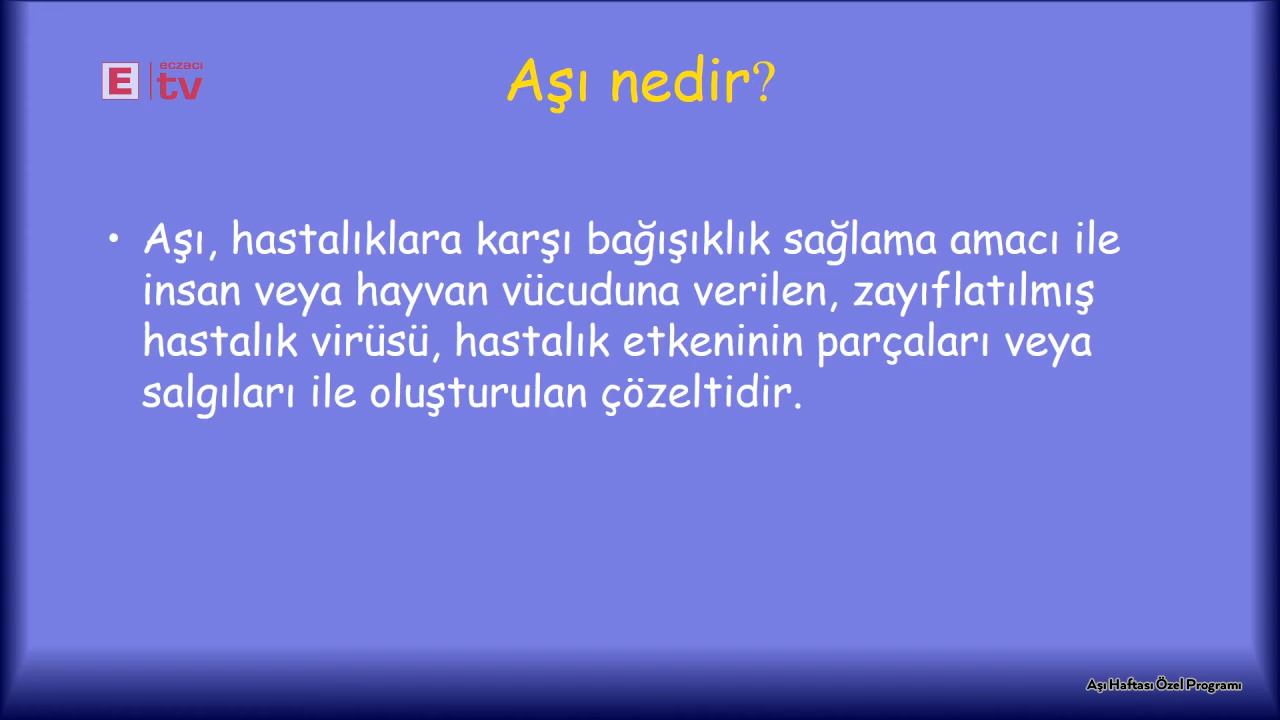 E eczacı tv
Aşı nedir?
• Aşı, hastalıklara karşı bağışıklık sağlama amacı ile
insan veya hayvan vücuduna verilen, zayıflatılmış
hastalık virüsü, hastalık etkeninin parçaları veya
salgıları ile oluşturulan çözeltidir.
Aşı Haftası Özel Programı